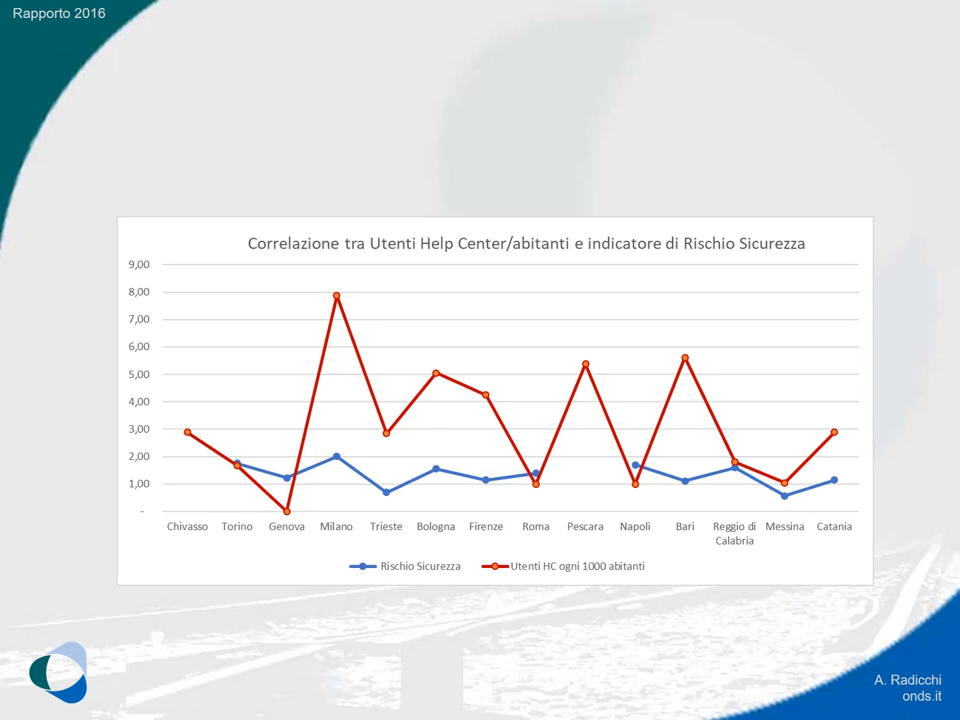 Rapporto 2016
Correlazione tra Utenti Help Center/abitanti e indicatore di Rischio Sicurezza
9,00
8,00
7,00
6,00
5,00
4,00
3,00
2,00
1,00
-
Chivasso Torino Genova Milano Trieste Bologna Firenze Roma Pescara Napoli Bari Reggio di Calabria Messina Catania
Rischio Sicurezza Utenti HC ogni 1000 abitanti
A. Radicchi
onds.it